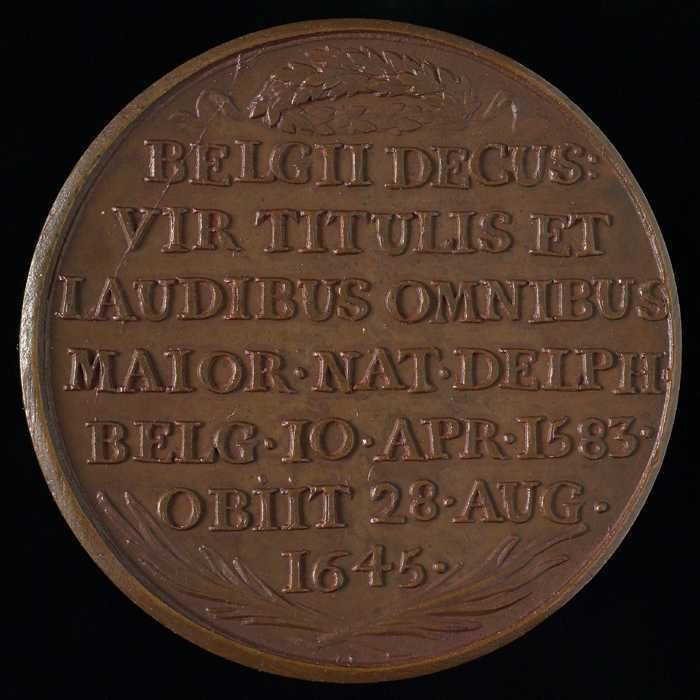 BELGII DECUS:
VIR TITULIS ET
LAUDIBUS OMNIBUS
MAIOR·NAT·DELPH·
BELG·10·APR·1583·
OBIIT 28·AUG·
1645·